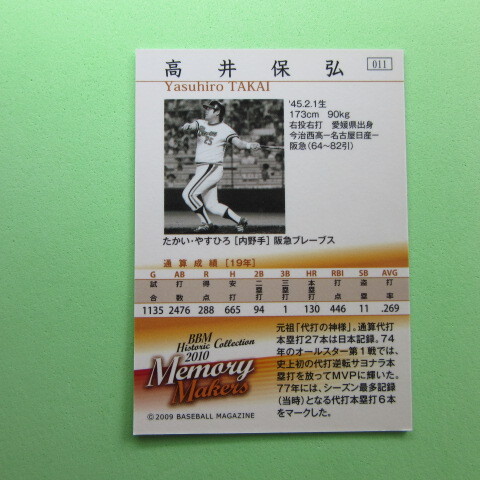 高井保弘
011
Yasuhiro TAKAI
'45.2.1生
173cm 90kg
右投右打 愛媛県出身
今治西高―名古屋日産―
阪急(64～82引)
25
たかい・やすひろ [内野手] 阪急ブレーブス
通算成績[19年]
G AB R H 2B 3B HR RBI SB AVG
試合 打数 得点 安打 二塁打 三塁打 本塁打 打点 盗塁 打率
1135 2476 288 665 94 1 130 446 11 .269
BBM
Historic Collection
2010
Memory
Makers
©2009 BASEBALL MAGAZINE
元祖「代打の神様」。通算代打
本塁打27本は日本記録。74
年のオールスター第1戦では、
史上初の代打逆転サヨナラ本
塁打を放ってMVPに輝いた。
77年には、シーズン最多記録
(当時)となる代打本塁打6本
をマークした。